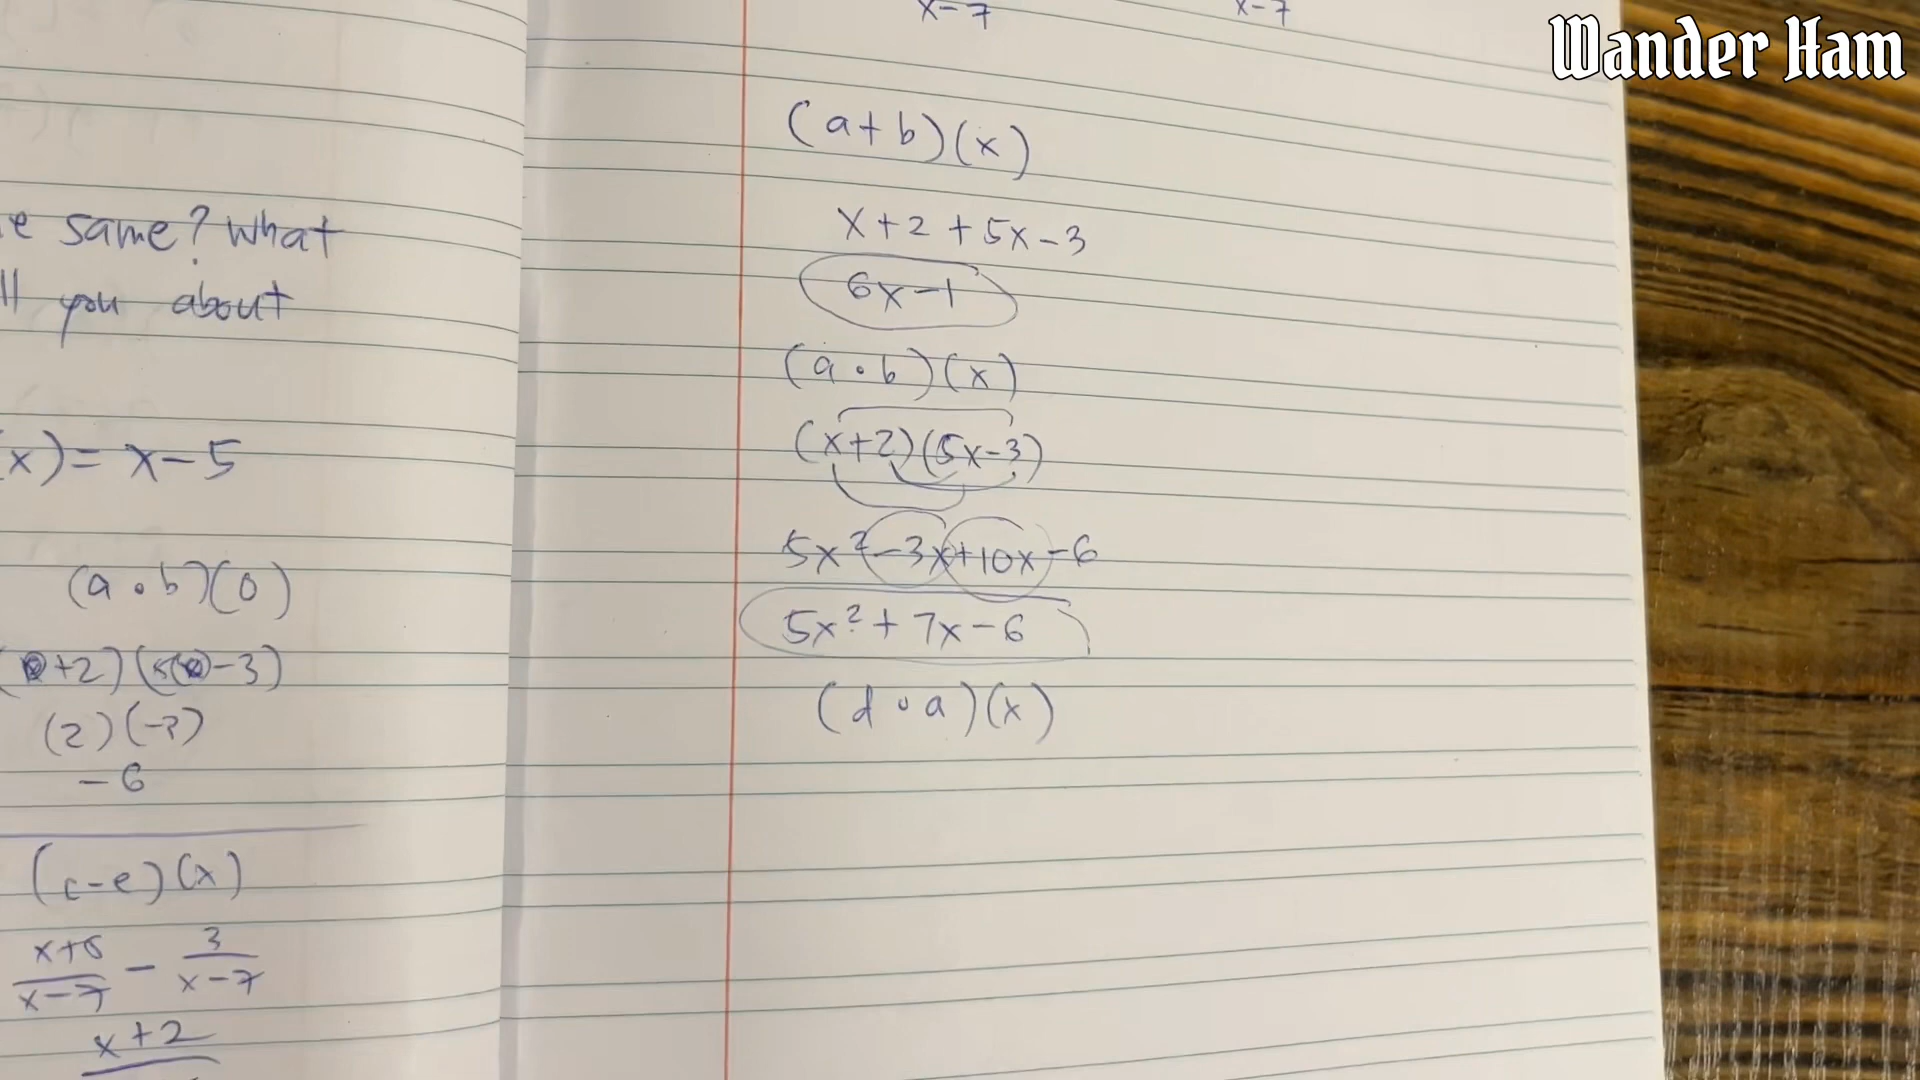 Wander Ham
e same? What
ll you about
x) = x-5
(a • b)(0)
(0+2)(5(0)-3)
(2)(-3)
-6
(c-e)(x)
x+5
x-7
-
3
x-7
x+2
x-7
x-7
(a+b)(x)
x+2+5x-3
6x-1
(a • b)(x)
(x+2)(5x-3)
5x²-3x+10x-6
5x²+7x-6
(d • a)(x)